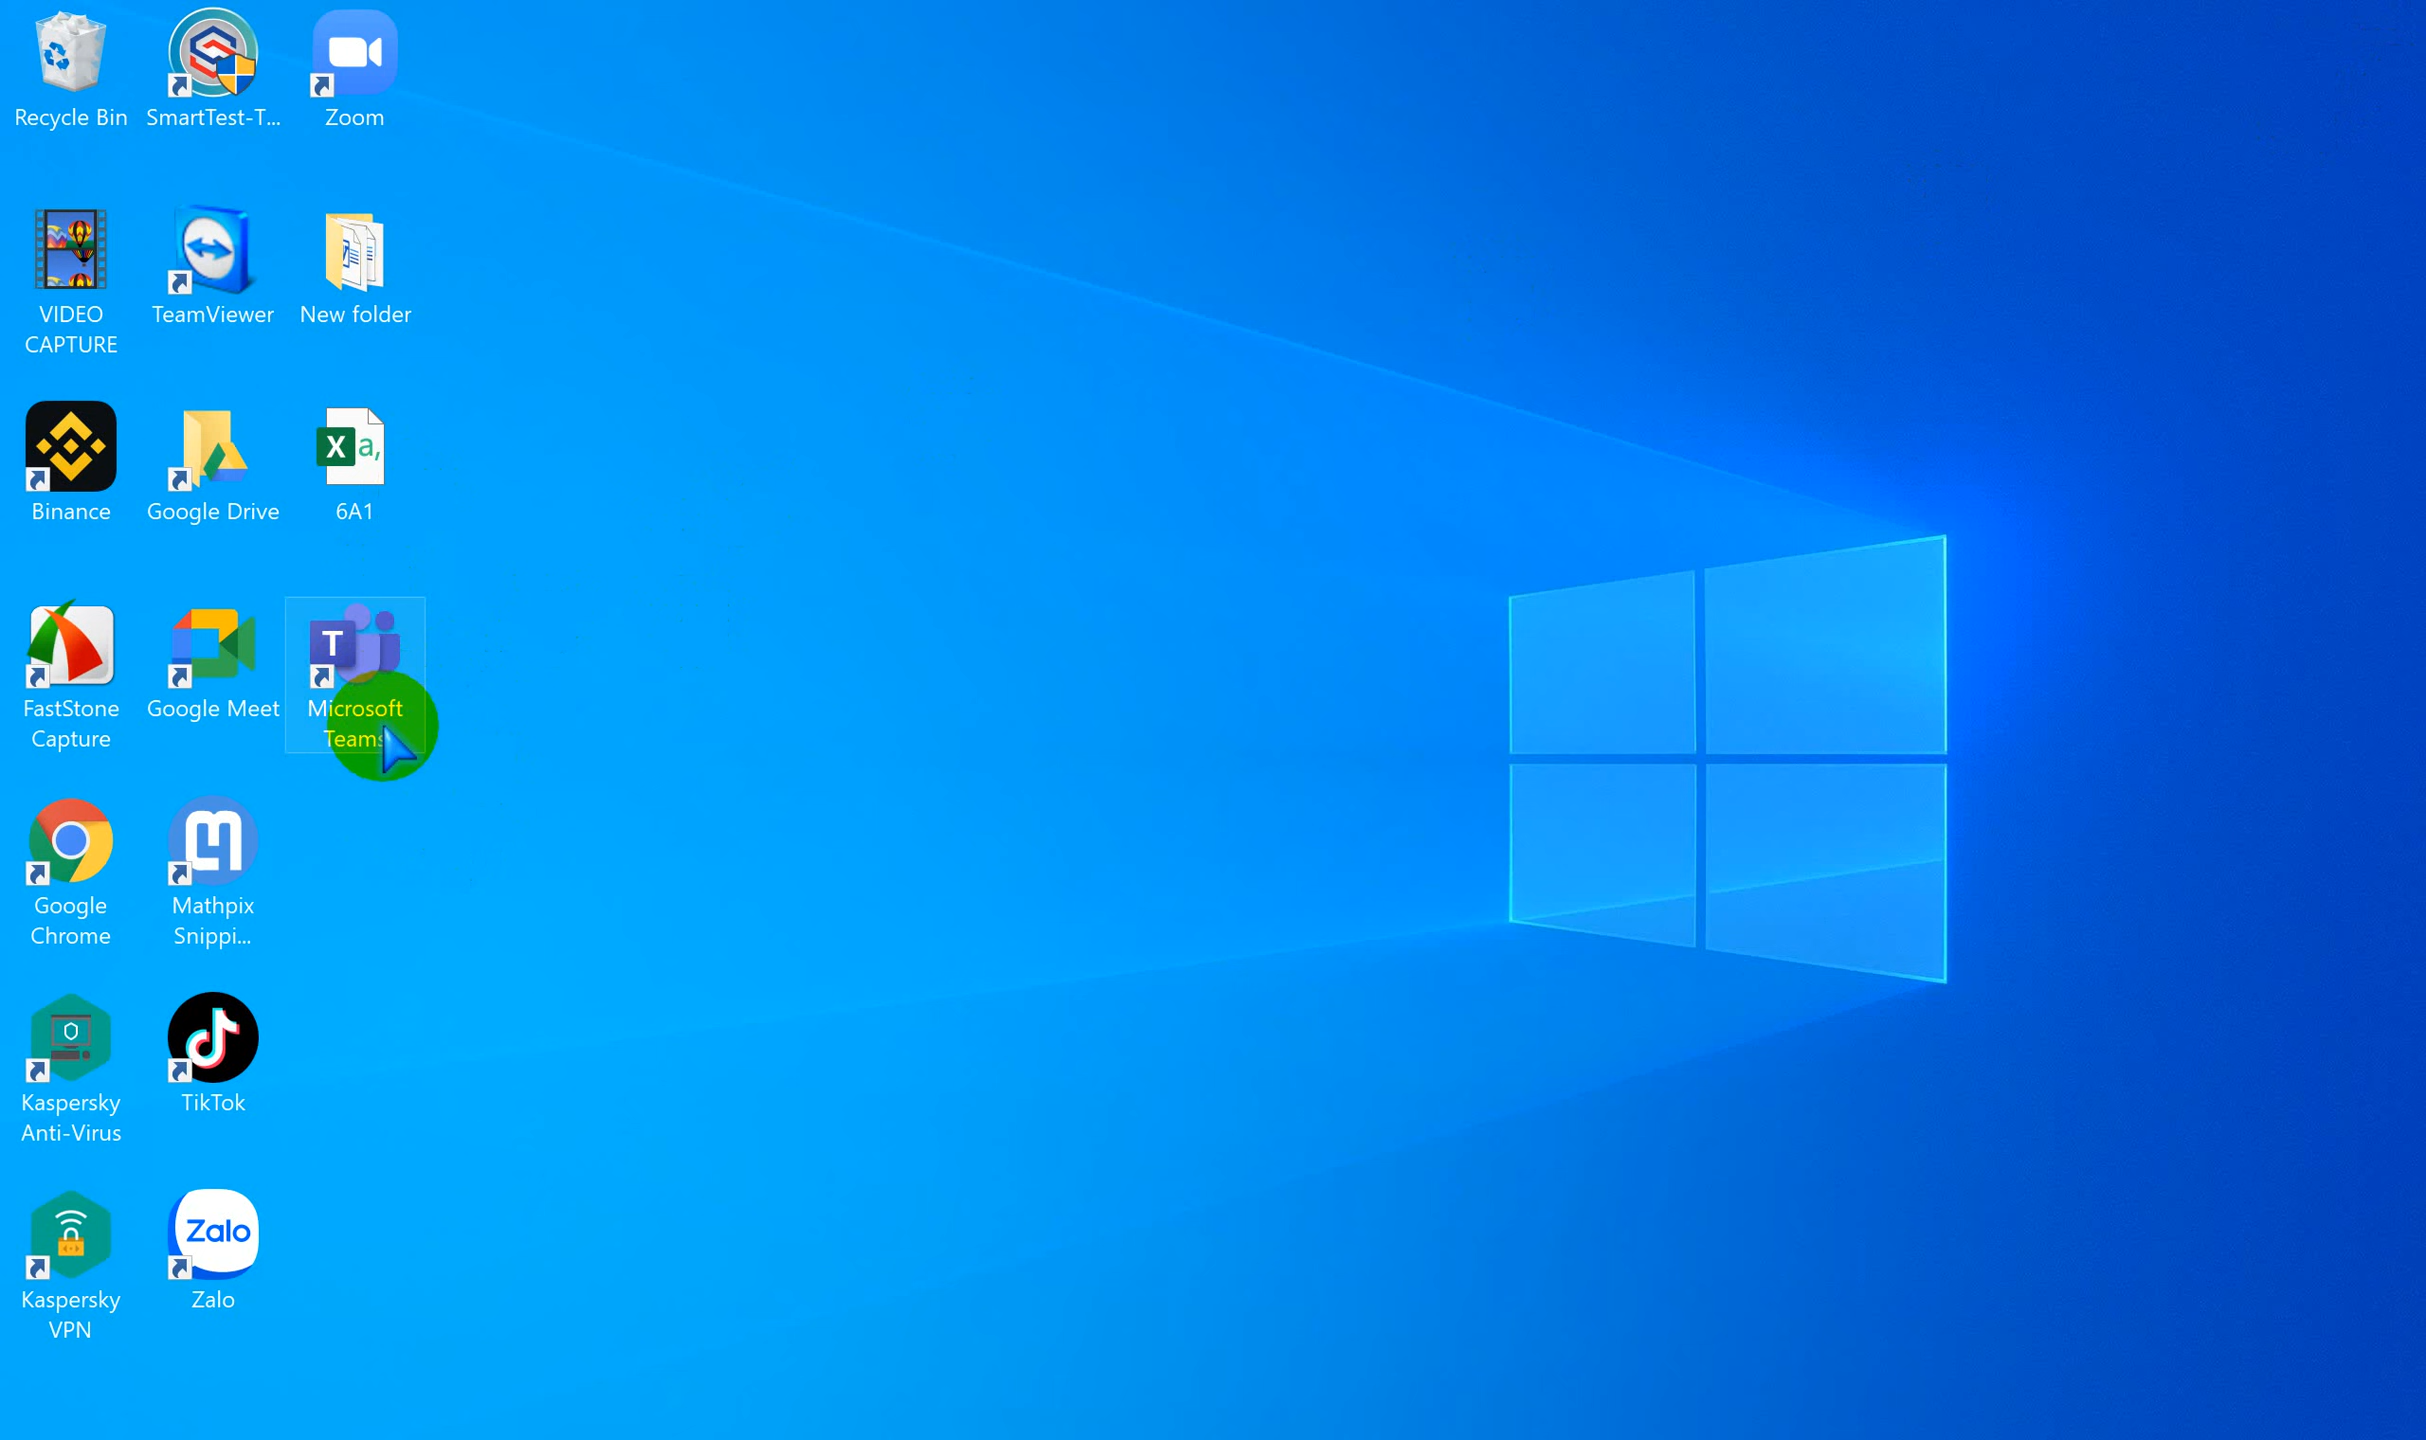 Recycle Bin
SmartTest-T...
Zoom
VIDEO
CAPTURE
TeamViewer
New folder
Binance
Google Drive
X a,
6A1
FastStone
Capture
Google Meet
T
Microsoft
Teams
Google
Chrome
Mathpix
Snippi...
Kaspersky
Anti-Virus
TikTok
Kaspersky
VPN
Zalo
Zalo